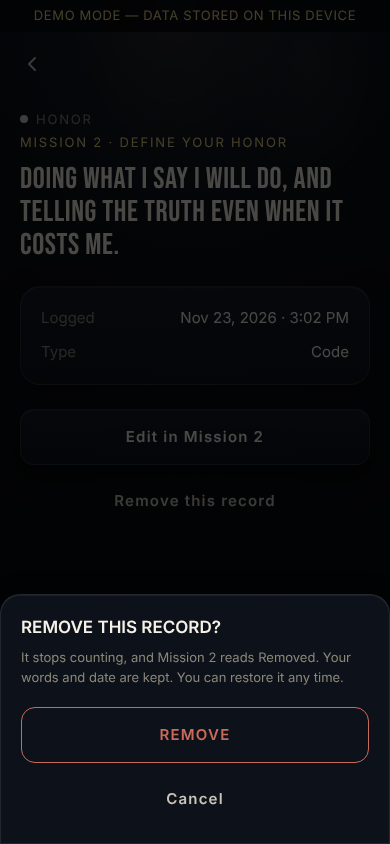 DEMO MODE — DATA STORED ON THIS DEVICE
HONOR
MISSION 2 · DEFINE YOUR HONOR
DOING WHAT I SAY I WILL DO, AND
TELLING THE TRUTH EVEN WHEN IT
COSTS ME.
Logged Nov 23, 2026 · 3:02 PM
Type Code
Edit in Mission 2
Remove this record
REMOVE THIS RECORD?
It stops counting, and Mission 2 reads Removed. Your
words and date are kept. You can restore it any time.
REMOVE
Cancel